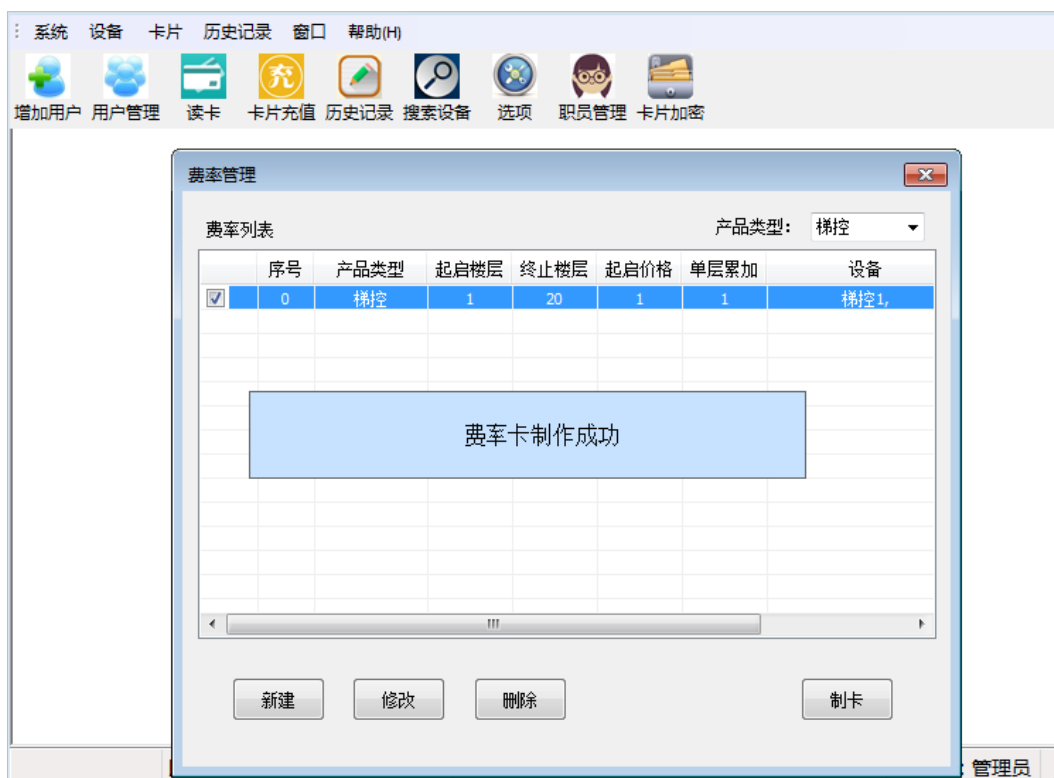 系统 设备 卡片 历史记录 窗口 帮助(H)
充
增加用户 用户管理 读卡 卡片充值 历史记录 搜索设备 选项 职员管理 卡片加密
费率管理
费率列表 产品类型： 梯控
序号 产品类型 起启楼层 终止楼层 起启价格 单层累加 设备
0 梯控 1 20 1 1 梯控1,
费率卡制作成功
新建 修改 删除 制卡
: 管理员